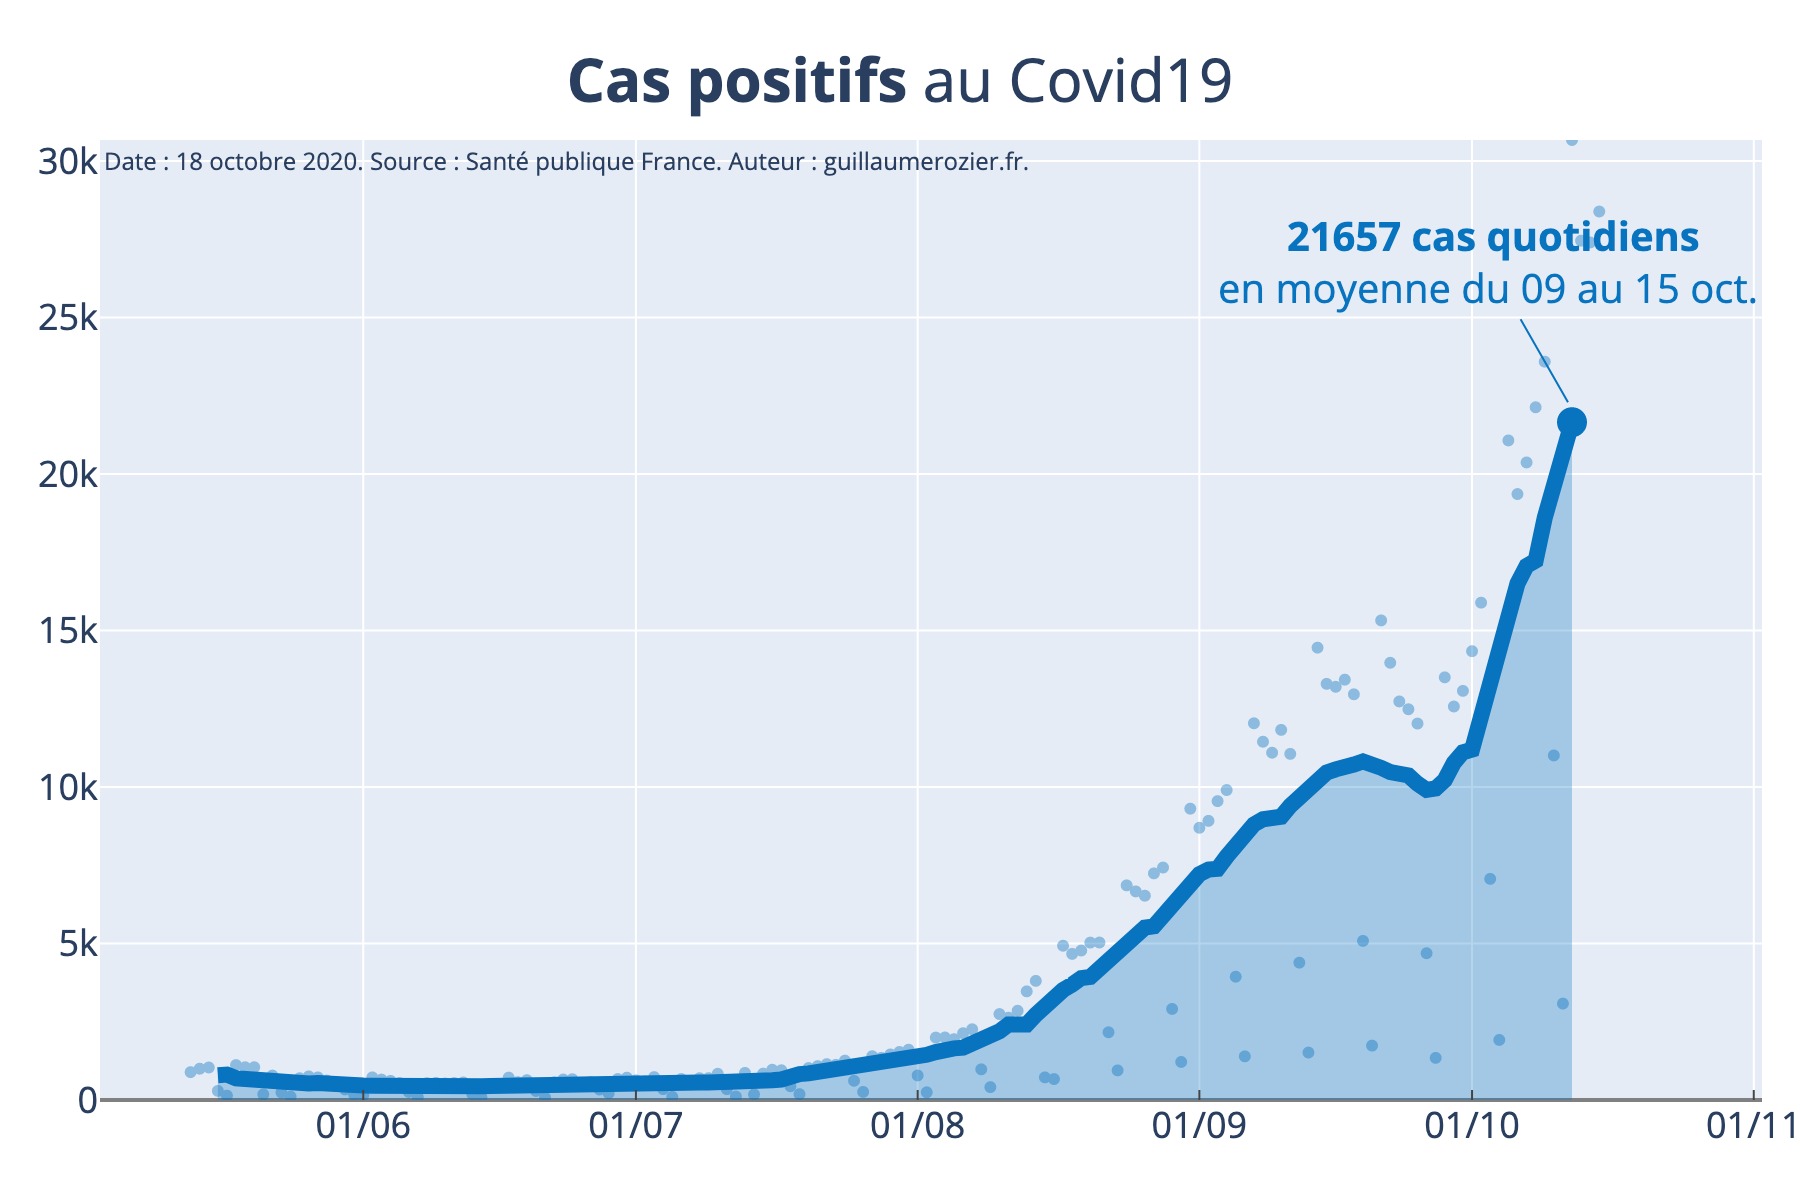 Cas positifs au Covid19
30k
Date : 18 octobre 2020. Source : Santé publique France. Auteur : guillaumerozier.fr.
21657 cas quotidiens
en moyenne du 09 au 15 oct.
25k
20k
15k
10k
5k
0
01/06 01/07 01/08 01/09 01/10 01/11